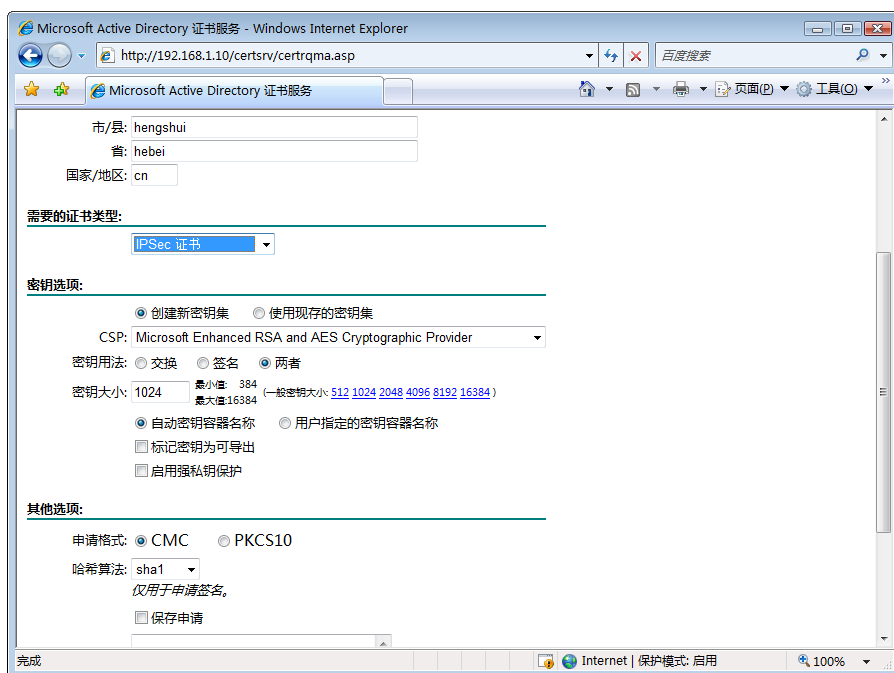 Microsoft Active Directory 证书服务 - Windows Internet Explorer
http://192.168.1.10/certsrv/certrqma.asp
百度搜索
Microsoft Active Directory 证书服务
页面(P)
工具(O)
市/县: hengshui
省: hebei
国家/地区: cn
需要的证书类型:
IPSec 证书
密钥选项:
创建新密钥集 使用现存的密钥集
CSP: Microsoft Enhanced RSA and AES Cryptographic Provider
密钥用法: 交换 签名 两者
密钥大小: 1024 最小值: 384 最大值:16384 (一般密钥大小: 512 1024 2048 4096 8192 16384 )
自动密钥容器名称 用户指定的密钥容器名称
标记密钥为可导出
启用强私钥保护
其他选项:
申请格式: CMC PKCS10
哈希算法: sha1
仅用于申请签名。
保存申请
完成
Internet | 保护模式: 启用
100%